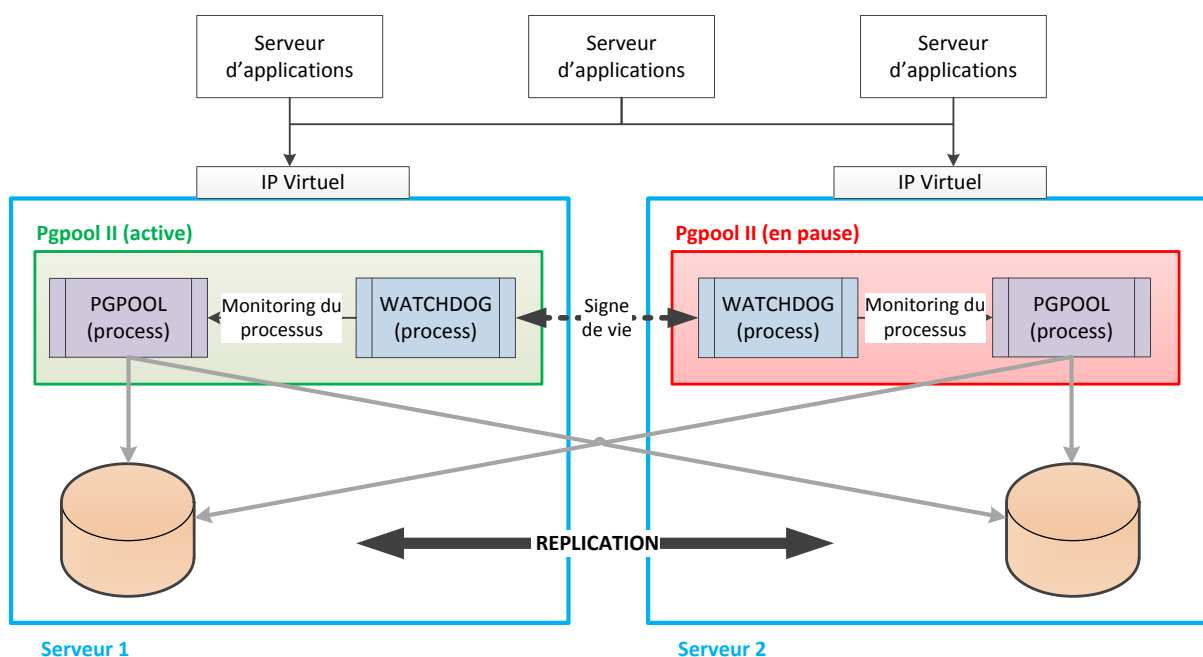 Serveur
d'applications
Serveur
d'applications
Serveur
d'applications
IP Virtuel
IP Virtuel
Pgpool II (active)
PGPOOL
(process)
Monitoring du
processus
WATCHDOG
(process)
Signe
de vie
Pgpool II (en pause)
WATCHDOG
(process)
Monitoring du
processus
PGPOOL
(process)
REPLICATION
Serveur 1
Serveur 2